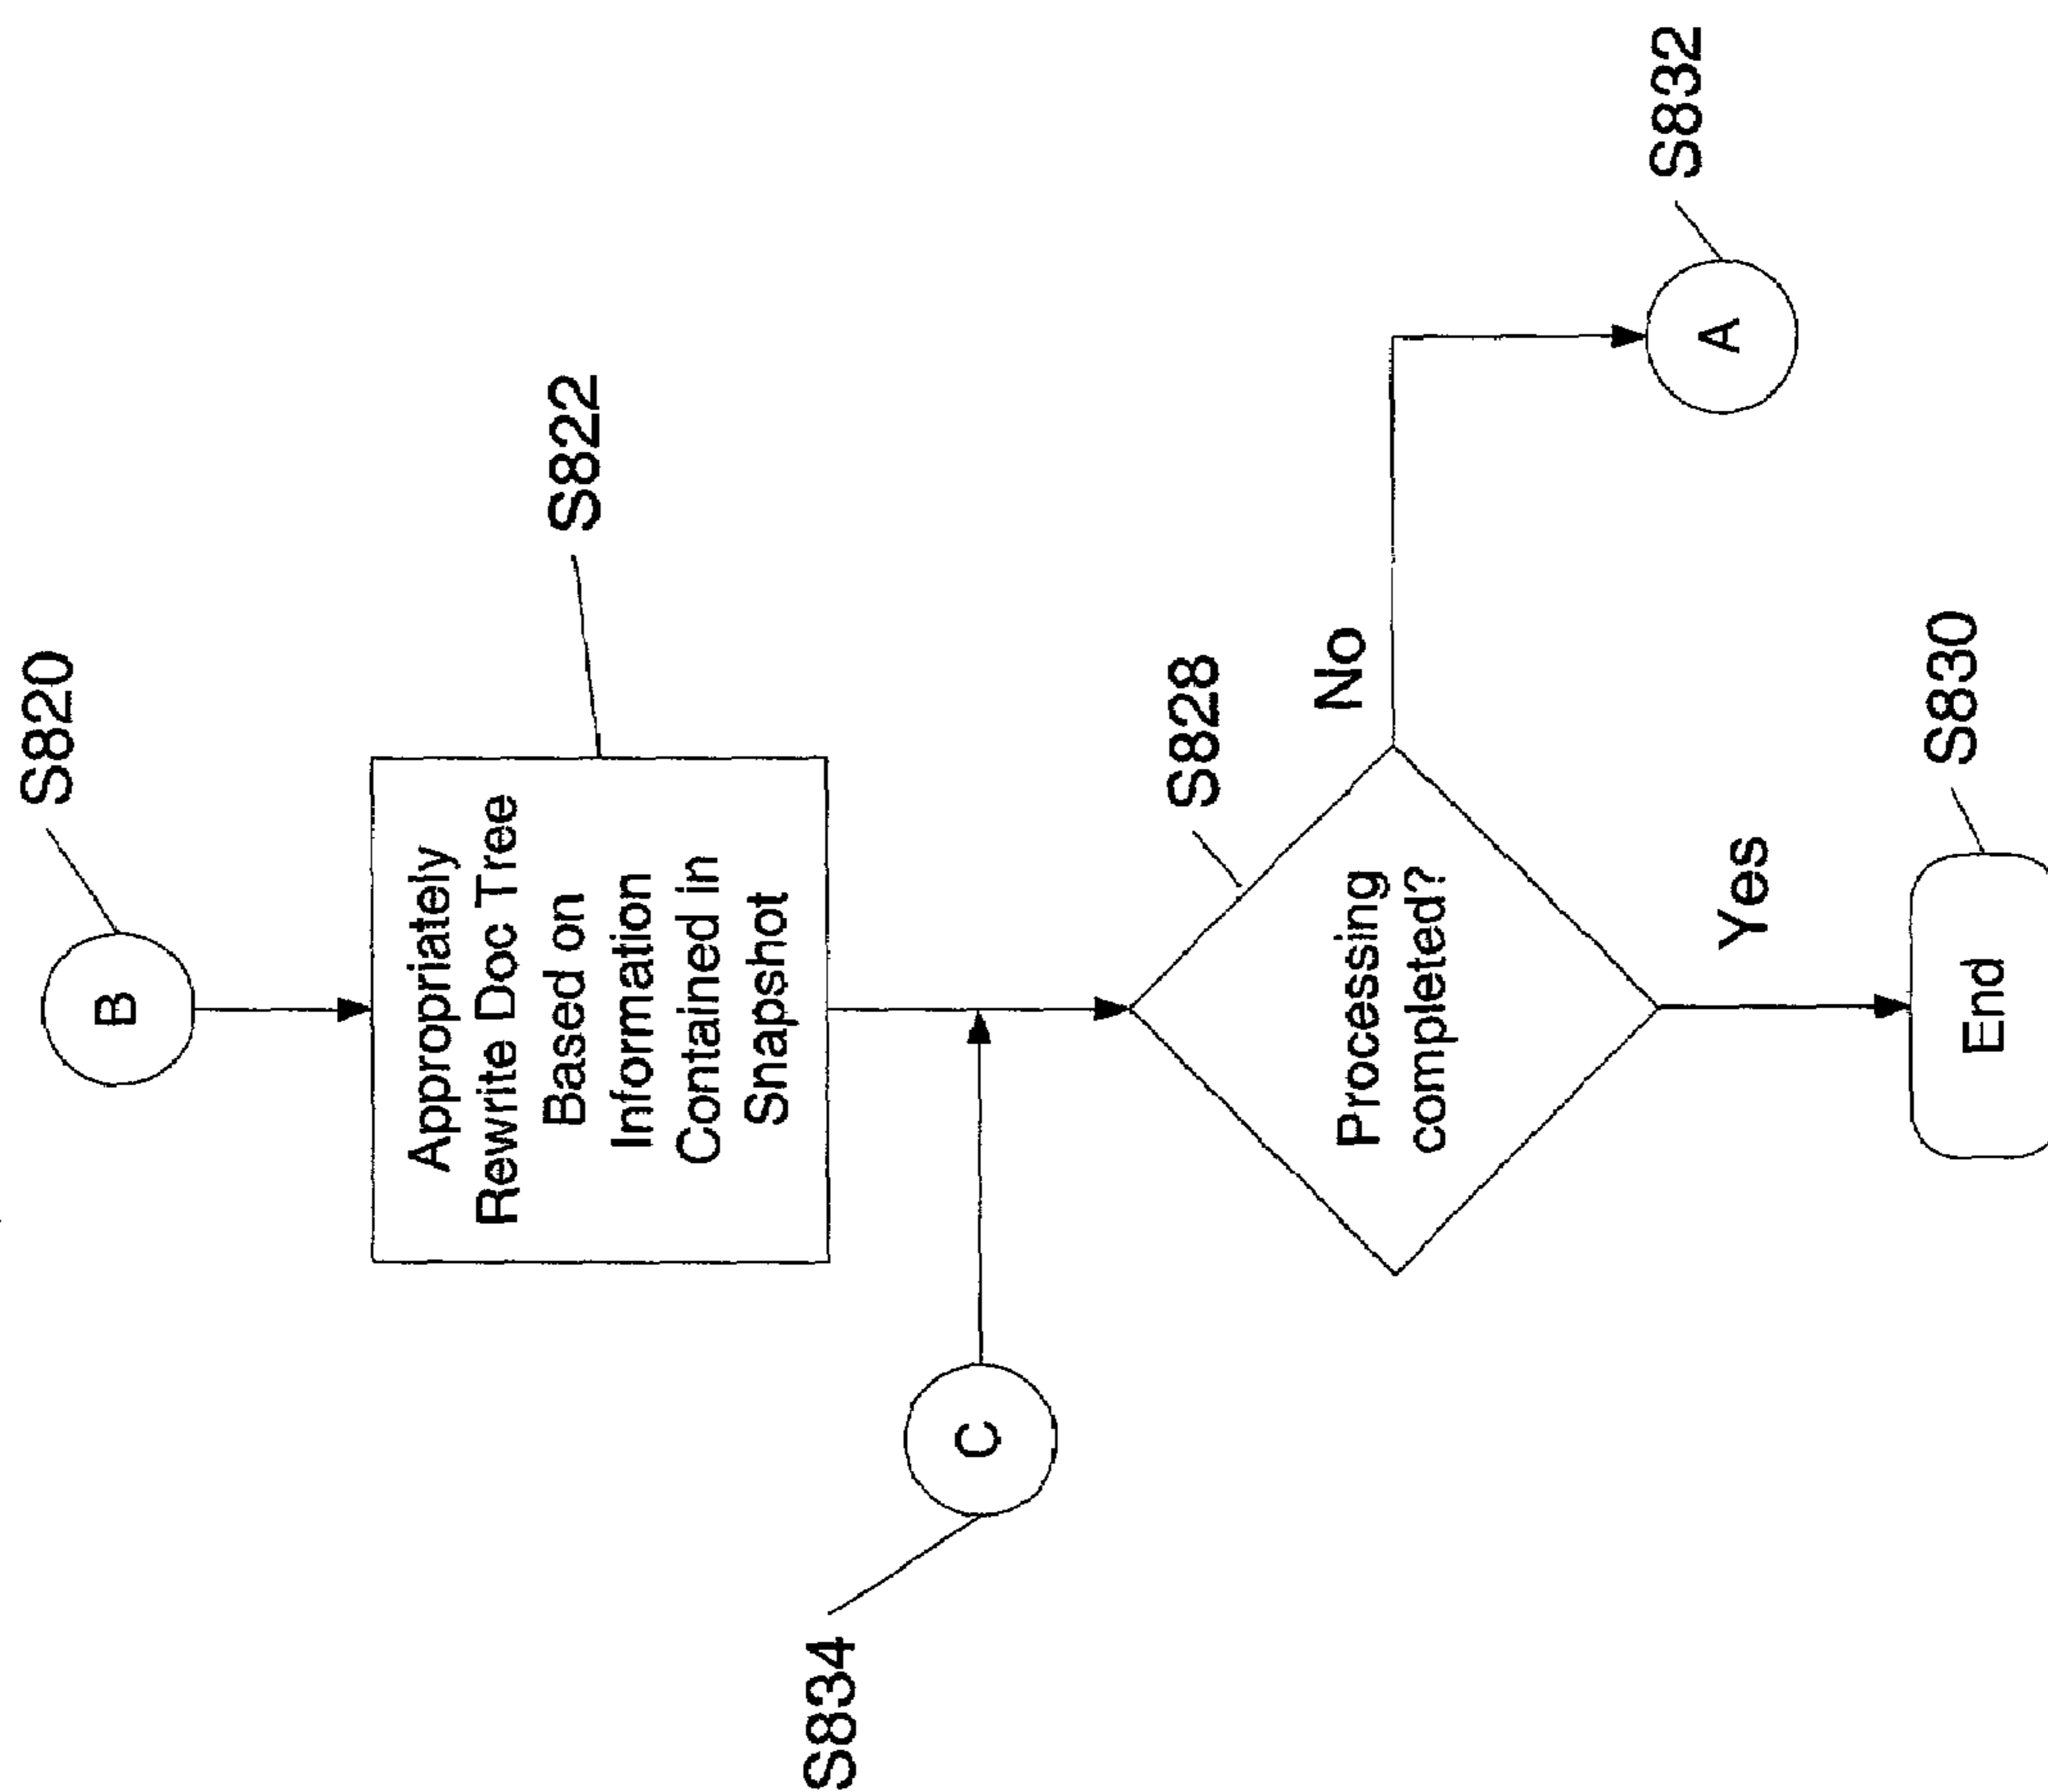 S820
B
Appropriately
Rewrite Doc Tree
Based on
Information
Contained in
Snapshot
S822
S834
C
S828
Processing
completed?
No
Yes
A
S832
S830
End